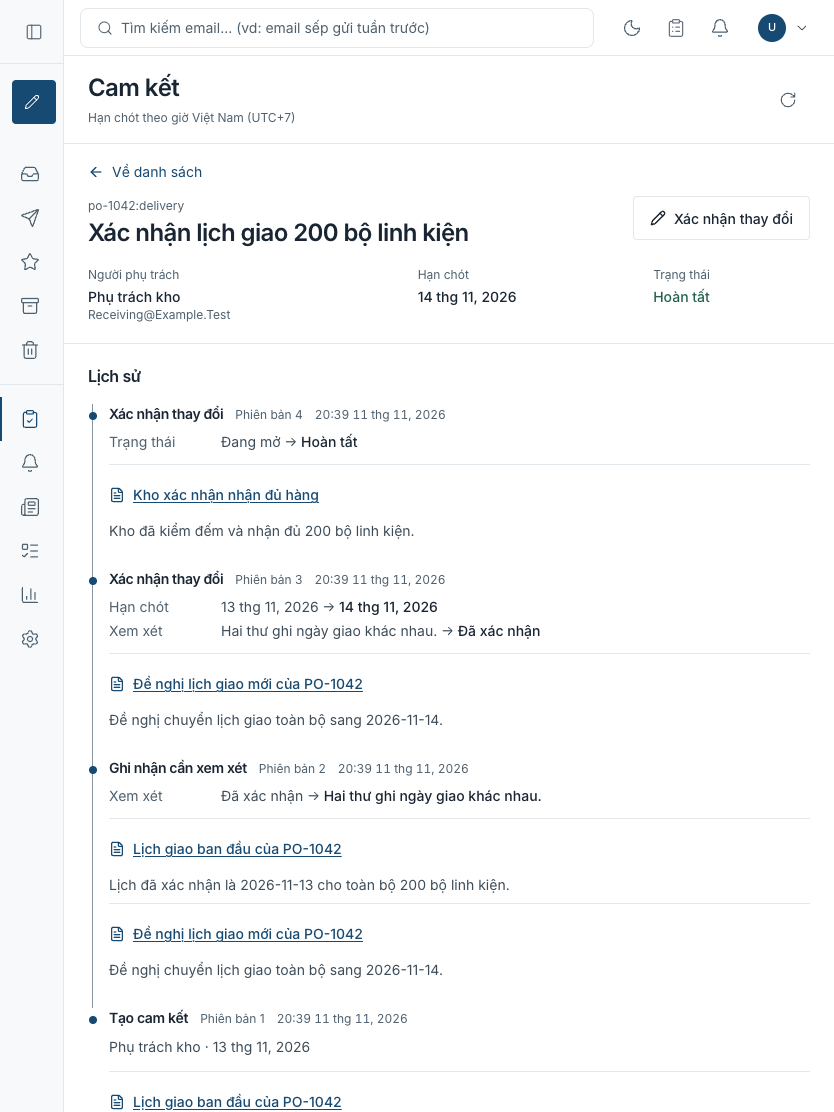 Tìm kiếm email... (vd: email sếp gửi tuần trước)
U
Cam kết
Hạn chót theo giờ Việt Nam (UTC+7)
Về danh sách
po-1042:delivery
Xác nhận lịch giao 200 bộ linh kiện
Xác nhận thay đổi
Người phụ trách
Hạn chót
Trạng thái
Phụ trách kho
14 thg 11, 2026
Hoàn tất
Receiving@Example.Test
Lịch sử
Xác nhận thay đổi Phiên bản 4 20:39 11 thg 11, 2026
Trạng thái Đang mở → Hoàn tất
Kho xác nhận nhận đủ hàng
Kho đã kiểm đếm và nhận đủ 200 bộ linh kiện.
Xác nhận thay đổi Phiên bản 3 20:39 11 thg 11, 2026
Hạn chót 13 thg 11, 2026 → 14 thg 11, 2026
Xem xét Hai thư ghi ngày giao khác nhau. → Đã xác nhận
Đề nghị lịch giao mới của PO-1042
Đề nghị chuyển lịch giao toàn bộ sang 2026-11-14.
Ghi nhận cần xem xét Phiên bản 2 20:39 11 thg 11, 2026
Xem xét Đã xác nhận → Hai thư ghi ngày giao khác nhau.
Lịch giao ban đầu của PO-1042
Lịch đã xác nhận là 2026-11-13 cho toàn bộ 200 bộ linh kiện.
Đề nghị lịch giao mới của PO-1042
Đề nghị chuyển lịch giao toàn bộ sang 2026-11-14.
Tạo cam kết Phiên bản 1 20:39 11 thg 11, 2026
Phụ trách kho · 13 thg 11, 2026
Lịch giao ban đầu của PO-1042